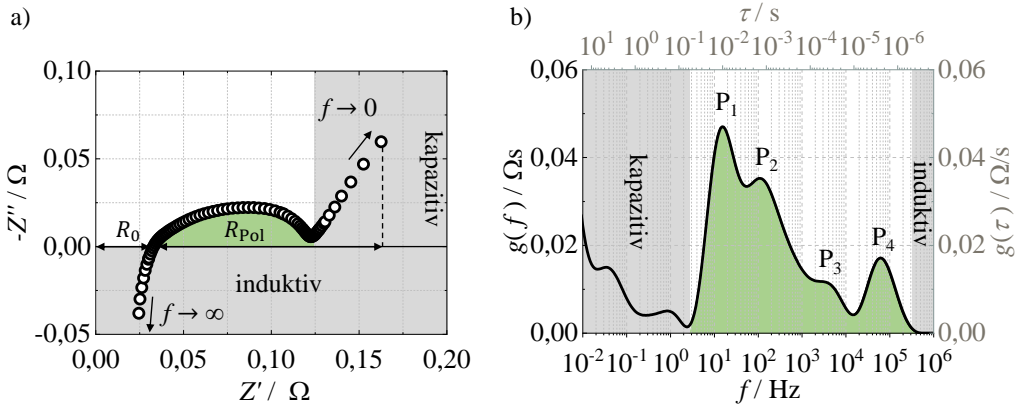 a)
0,10
0,05
0,00
-0,05
-Z'' / Ω
f → 0
kapazitiv
R0
RPol
induktiv
f → ∞
0,00 0,05 0,10 0,15 0,20
Z' / Ω
b)
τ / s
10^1 10^0 10^-1 10^-2 10^-3 10^-4 10^-5 10^-6
0,06
0,04
0,02
0,00
g(f) / Ωs
kapazitiv
P1
P2
P3
P4
induktiv
0,06
0,04
0,02
0,00
g(τ) / Ω/s
10^-2 10^-1 10^0 10^1 10^2 10^3 10^4 10^5 10^6
f / Hz